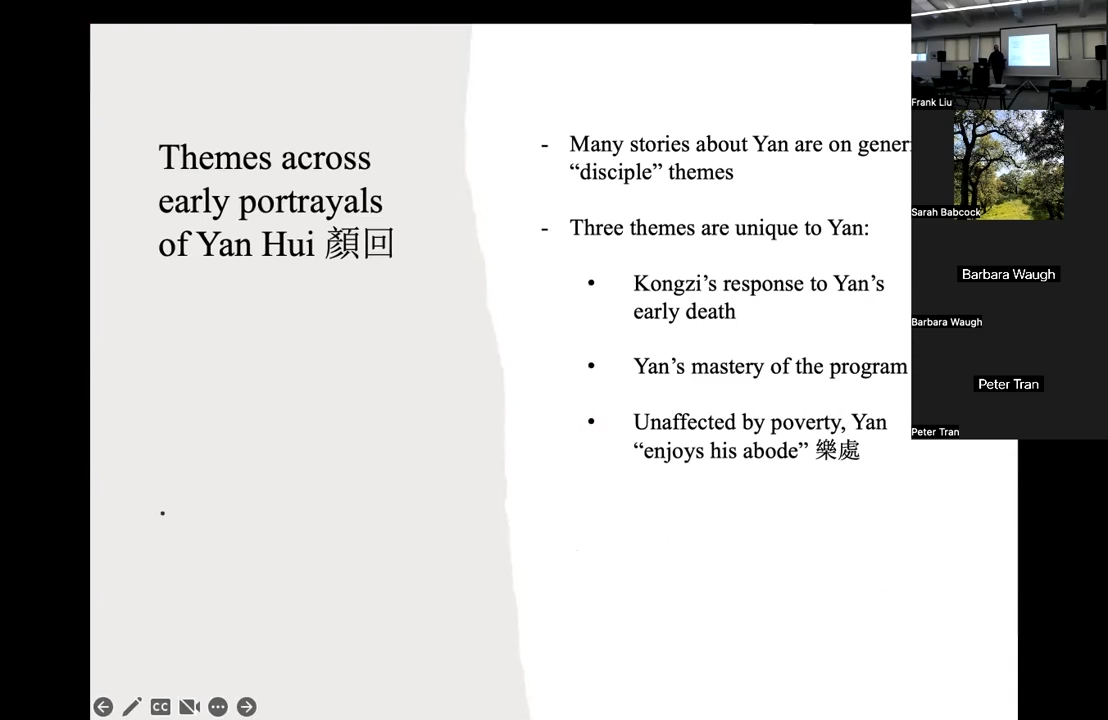 Themes across
early portrayals
of Yan Hui 顏回
- Many stories about Yan are on gener
“disciple” themes
- Three themes are unique to Yan:
• Kongzi’s response to Yan’s
early death
• Yan’s mastery of the program
• Unaffected by poverty, Yan
“enjoys his abode” 樂處
Frank Liu
Sarah Babcock
Barbara Waugh
Barbara Waugh
Peter Tran
Peter Tran
CC